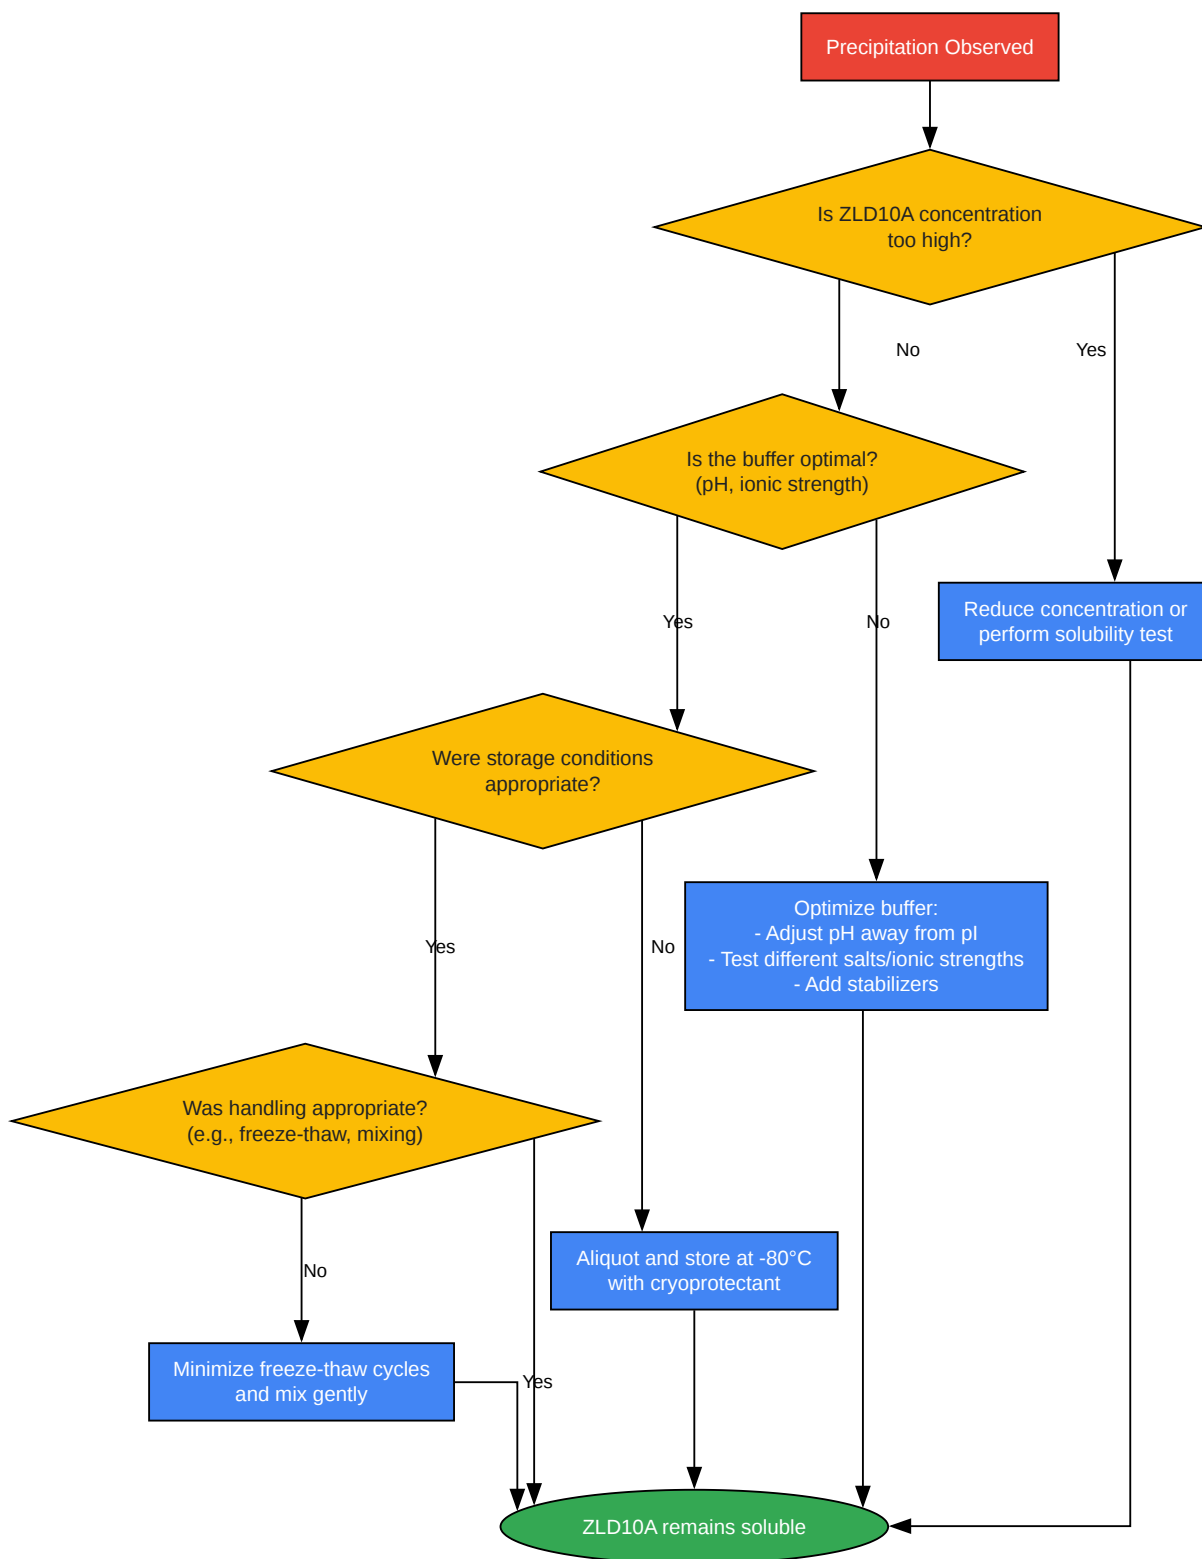 Precipitation Observed
Is ZLD10A concentration
too high?
No
Yes
Is the buffer optimal?
(pH, ionic strength)
Yes
No
Reduce concentration or
perform solubility test
Were storage conditions
appropriate?
Yes
No
Optimize buffer:
- Adjust pH away from pI
- Test different salts/ionic strengths
- Add stabilizers
Was handling appropriate?
(e.g., freeze-thaw, mixing)
No
Yes
Aliquot and store at -80°C
with cryoprotectant
Minimize freeze-thaw cycles
and mix gently
ZLD10A remains soluble